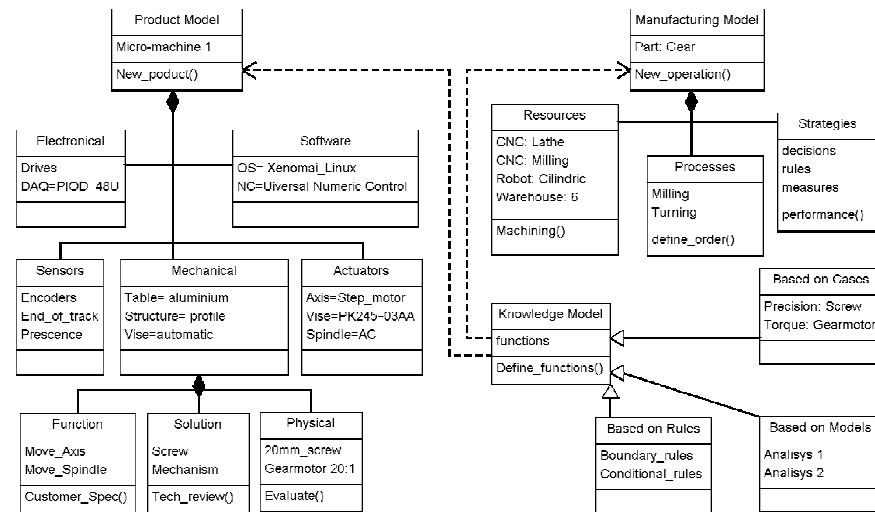 Product Model
Micro-machine 1
New_poduct()
Manufacturing Model
Part: Gear
New_operation()
Electronical
Drives
DAQ=PIOD_48U
Software
OS= Xenomai_Linux
NC=Uiversal Numeric Control
Resources
CNC: Lathe
CNC: Milling
Robot: Cilindric
Warehouse: 6
Machining()
Processes
Milling
Turning
define_order()
Strategies
decisions
rules
measures
performance()
Sensors
Encoders
End_of_track
Prescence
Mechanical
Table= aluminium
Structure= profile
Vise=automatic
Actuators
Axis=Step_motor
Vise=PK245-03AA
Spindle=AC
Knowledge Model
functions
Define_functions()
Based on Cases
Precision: Screw
Torque: Gearmotor
Function
Move_Axis
Move_Spindle
Customer_Spec()
Solution
Screw
Mechanism
Tech_review()
Physical
20mm_screw
Gearmotor 20:1
Evaluate()
Based on Rules
Boundary_rules
Conditional_rules
Based on Models
Analisys 1
Analisys 2